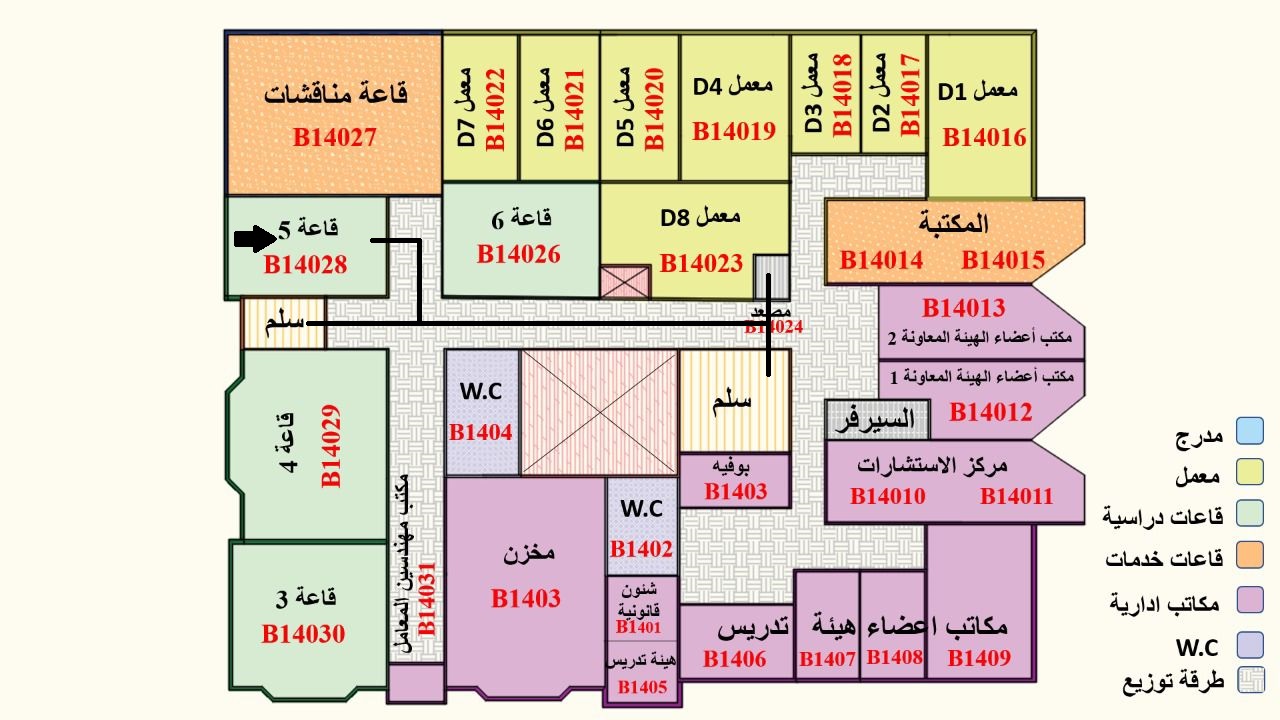 قاعة مناقشات
B14027
معمل D7
B14022
معمل D6
B14021
معمل D5
B14020
معمل D4
B14019
معمل D3
B14018
معمل D2
B14017
معمل D1
B14016
قاعة 5
B14028
قاعة 6
B14026
معمل D8
B14023
المكتبة
B14014 B14015
سلم
مصعد
B14024
B14013
مكتب أعضاء الهيئة المعاونة 2
مكتب أعضاء الهيئة المعاونة 1
B14012
قاعة 4
B14029
W.C
B1404
سلم
السيرفر
بوفيه
B1403
مركز الاستشارات
B14010 B14011
مكتب مهندسين المعامل
B14031
مخزن
B1403
W.C
B1402
شئون
قانونية
B1401
هيئة تدريس
B1405
قاعة 3
B14030
مكاتب اعضاء هيئة تدريس
B1406 B1407 B1408 B1409
مدرج
معمل
قاعات دراسية
قاعات خدمات
مكاتب ادارية
W.C
طرقة توزيع